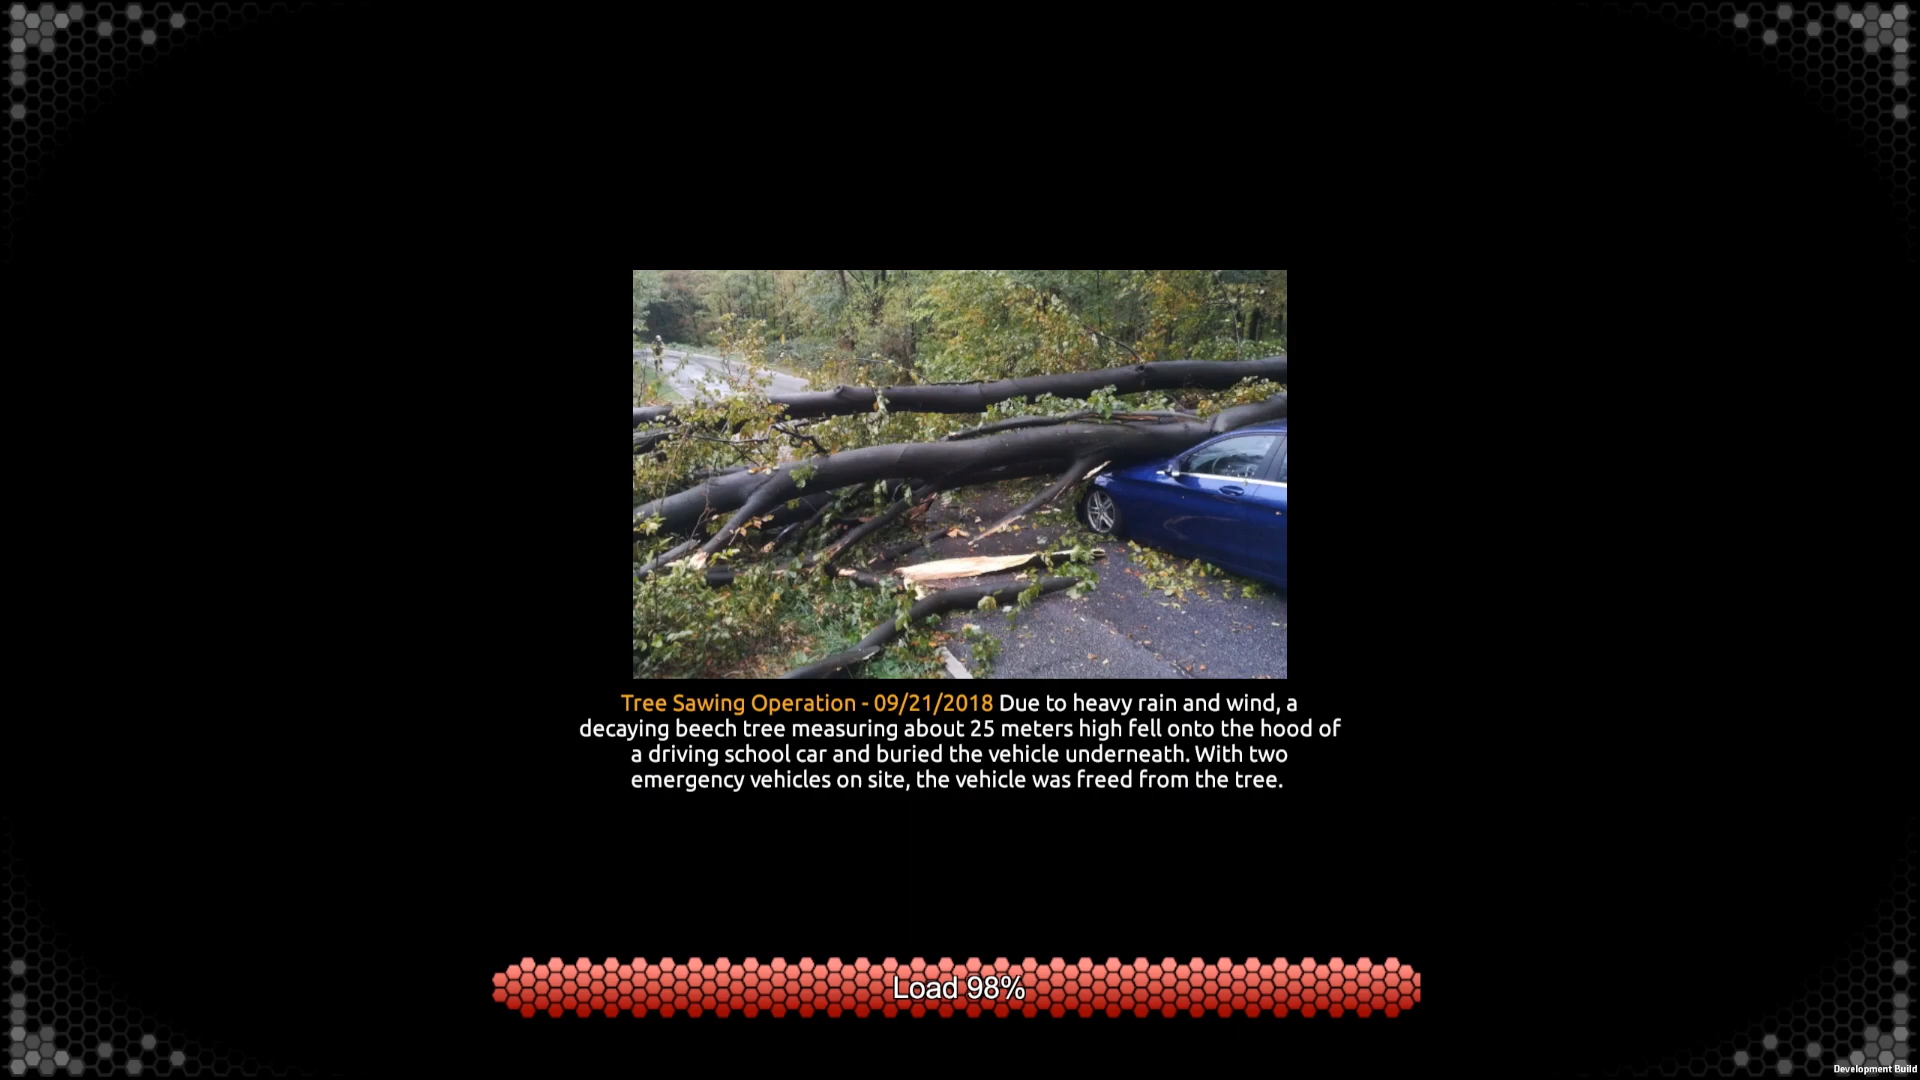 Tree Sawing Operation - 09/21/2018 Due to heavy rain and wind, a
decaying beech tree measuring about 25 meters high fell onto the hood of
a driving school car and buried the vehicle underneath. With two
emergency vehicles on site, the vehicle was freed from the tree.
Load 98%
Development Build